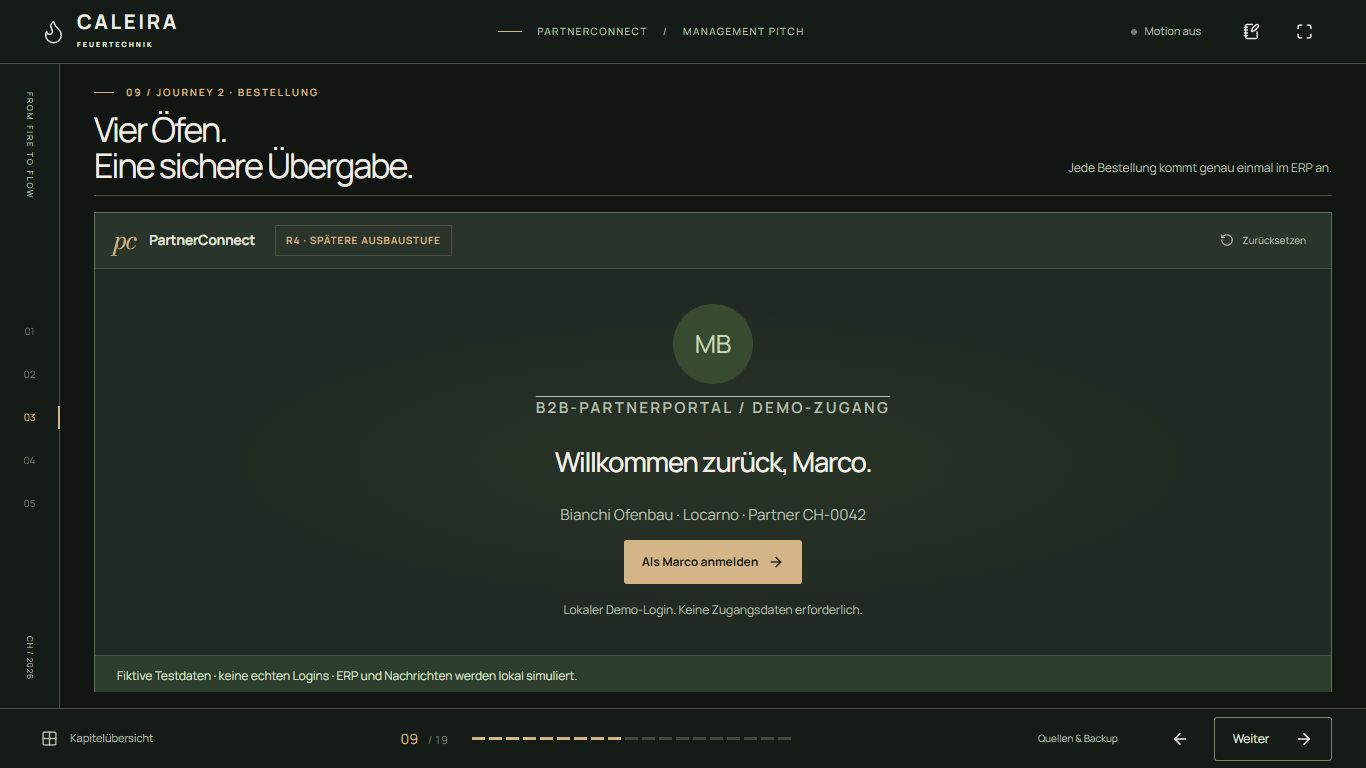 CALEIRA
FEUERTECHNIK
PARTNERCONNECT / MANAGEMENT PITCH
Motion aus
FROM FIRE TO FLOW
09 / JOURNEY 2 · BESTELLUNG
Vier Öfen.
Eine sichere Übergabe.
Jede Bestellung kommt genau einmal im ERP an.
pc PartnerConnect
R4 · SPÄTERE AUSBAUSTUFE
Zurücksetzen
01
02
03
04
05
MB
B2B-PARTNERPORTAL / DEMO-ZUGANG
Willkommen zurück, Marco.
Bianchi Ofenbau · Locarno · Partner CH-0042
Als Marco anmelden
Lokaler Demo-Login. Keine Zugangsdaten erforderlich.
CH / 2026
Fiktive Testdaten · keine echten Logins · ERP und Nachrichten werden lokal simuliert.
Kapitelübersicht
09 / 19
Quellen & Backup
Weiter